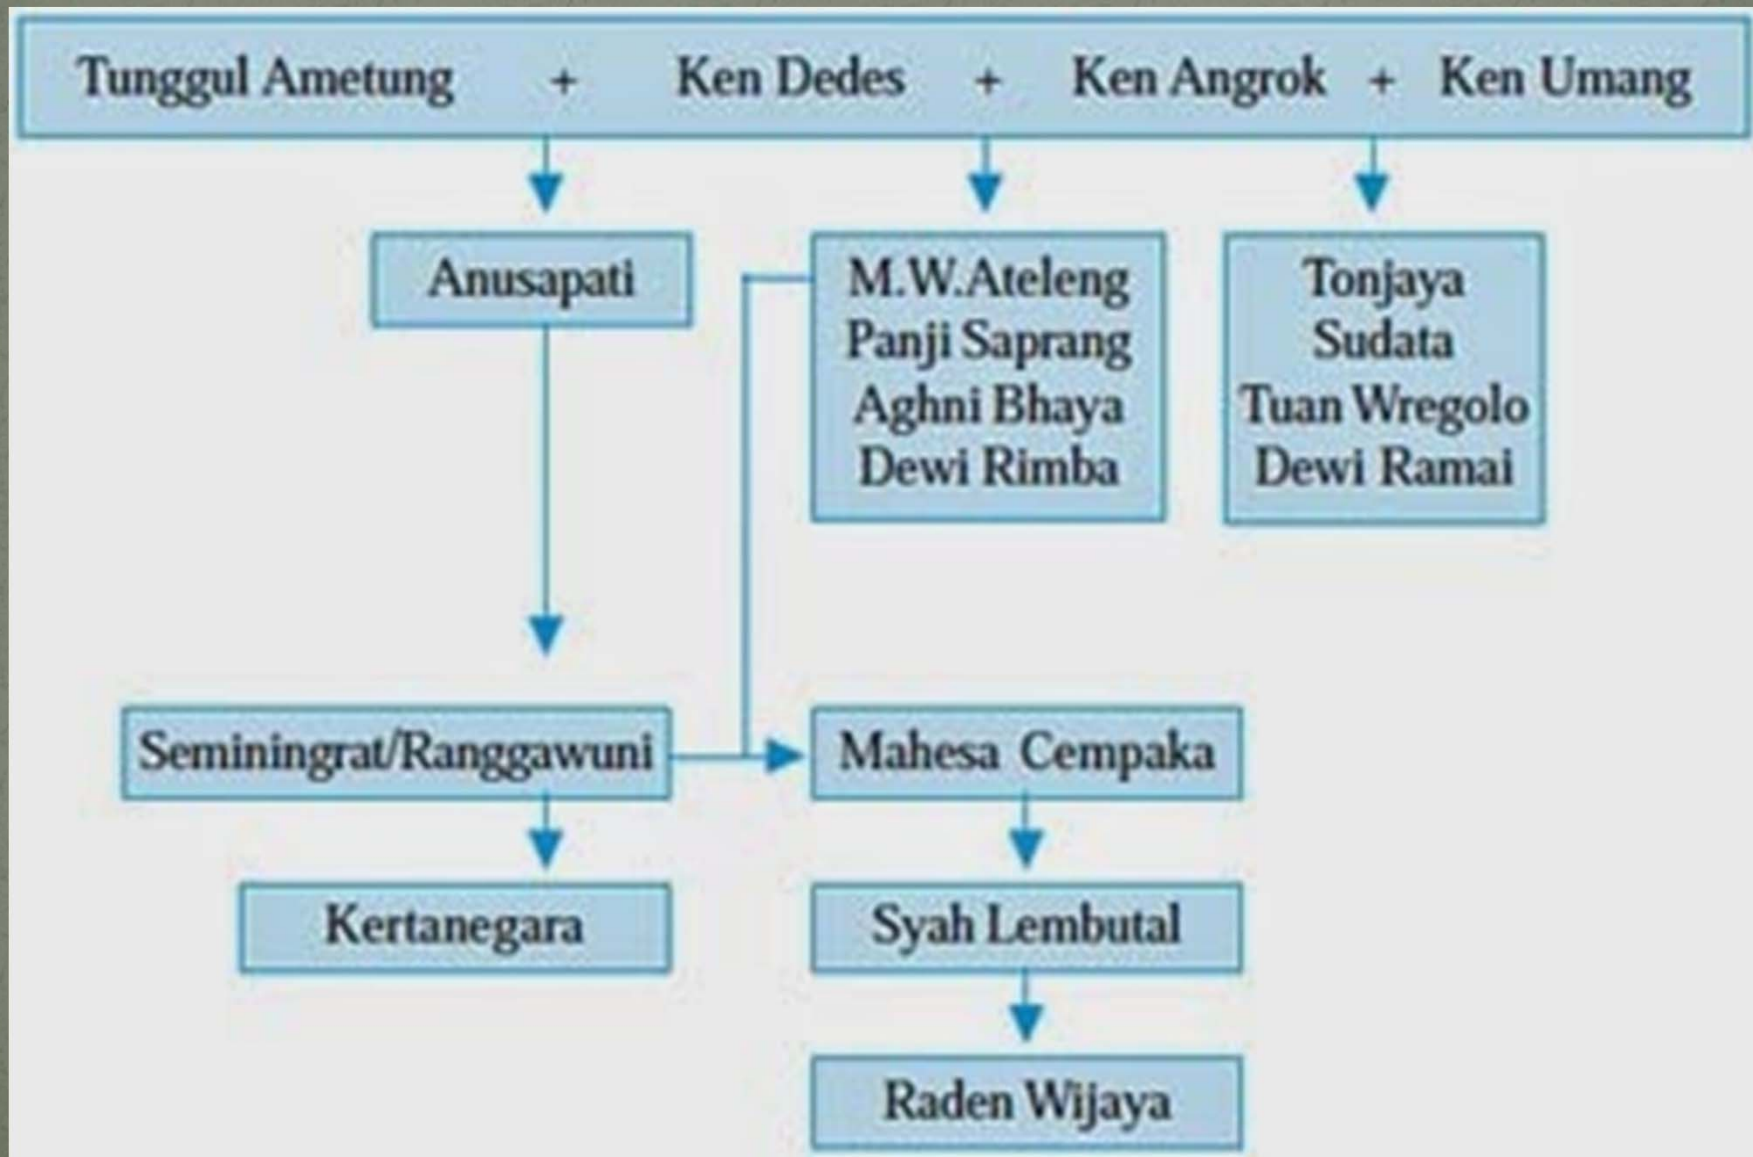 Tunggul Ametung + Ken Dedes + Ken Angrok + Ken Umang
Anusapati
M.W.Ateleng
Panji Saprang
Aghni Bhaya
Dewi Rimba
Tonjaya
Sudata
Tuan Wregolo
Dewi Ramai
Seminingrat/Ranggawuni
Mahesa Cempaka
Kertanegara
Syah Lembutal
Raden Wijaya